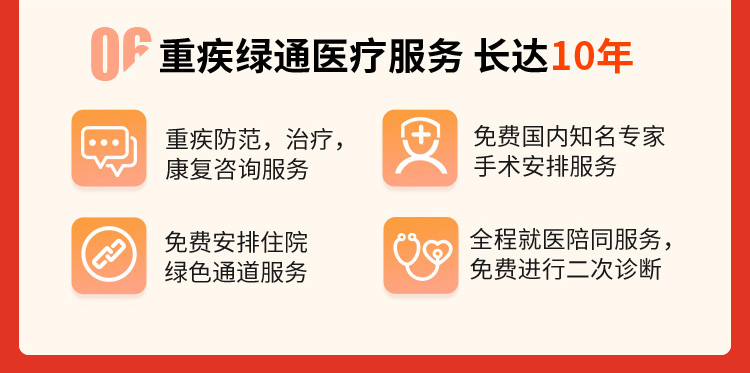 06 重疾绿通医疗服务 长达10年
重疾防范，治疗，
康复咨询服务
免费国内知名专家
手术安排服务
免费安排住院
绿色通道服务
全程就医陪同服务，
免费进行二次诊断